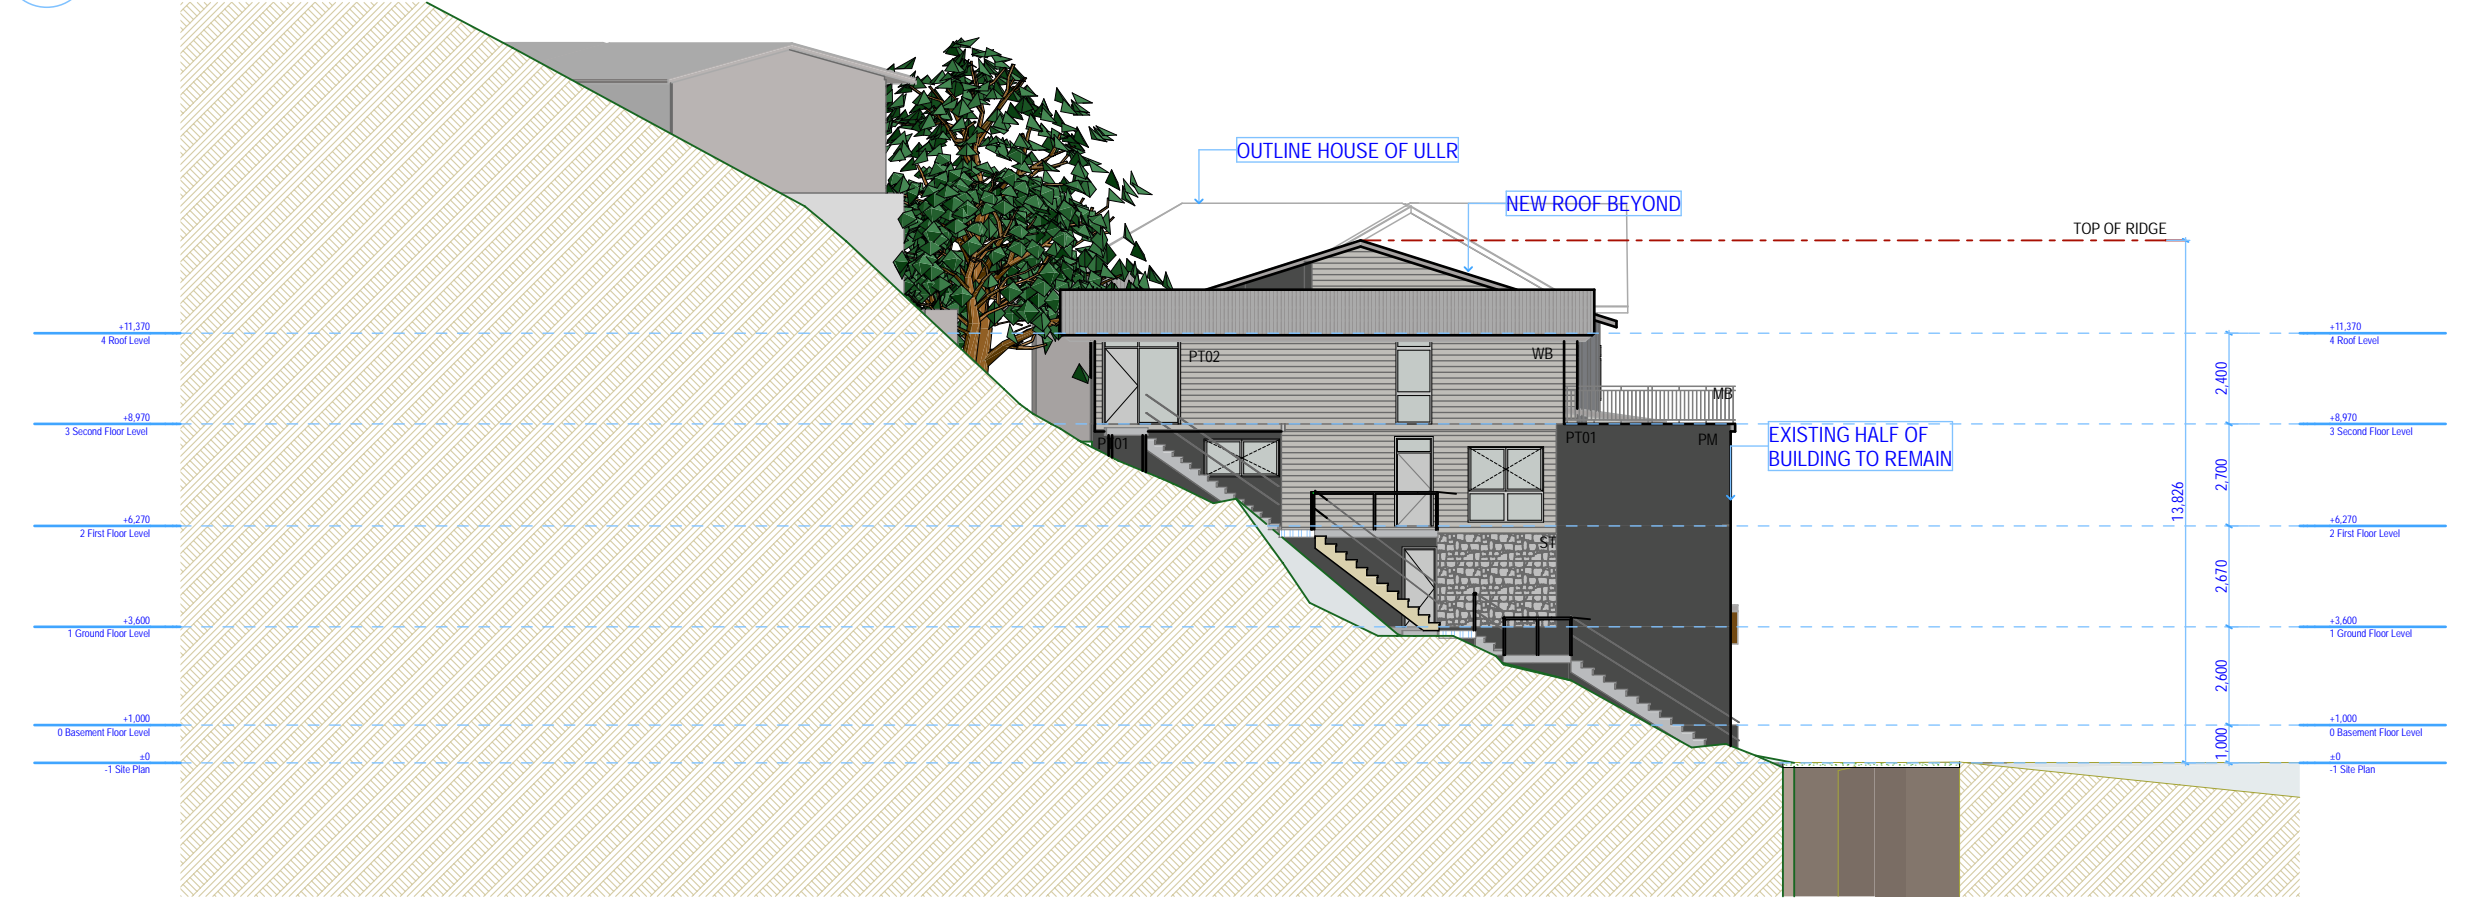 OUTLINE HOUSE OF ULLR
NEW ROOF BEYOND
TOP OF RIDGE
+11,370
4 Roof Level
+11,370
4 Roof Level
PT02
WB
2,400
MB
+8,970
3 Second Floor Level
+8,970
3 Second Floor Level
PT01
PT01
PM
EXISTING HALF OF
BUILDING TO REMAIN
2,700
13,826
+6,270
2 First Floor Level
+6,270
2 First Floor Level
ST
2,670
+3,600
1 Ground Floor Level
+3,600
1 Ground Floor Level
2,600
+1,000
0 Basement Floor Level
+1,000
0 Basement Floor Level
1,000
±0
-1 Site Plan
±0
-1 Site Plan